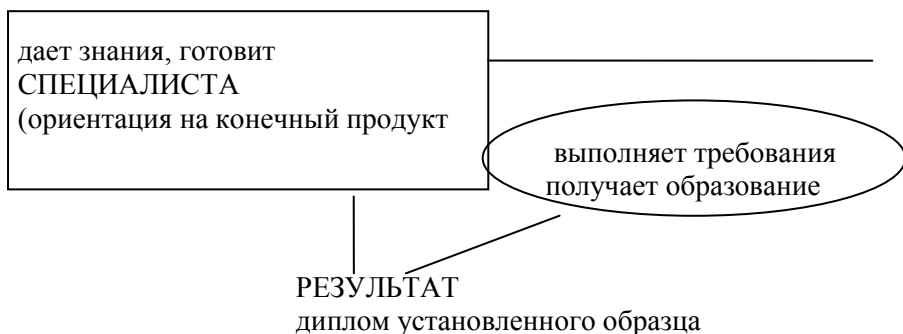 дает знания, готовит
СПЕЦИАЛИСТА
(ориентация на конечный продукт
выполняет требования
получает образование
РЕЗУЛЬТАТ
диплом установленного образца